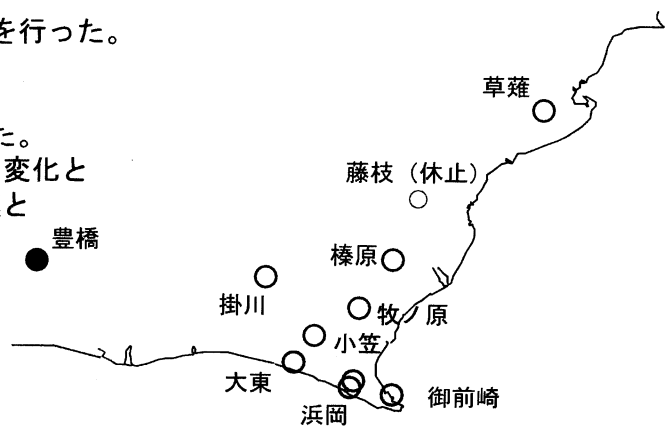 を行った。
た。
変化と
と
草薙
藤枝(休止)
豊橋
榛原
掛川
牧ノ原
小笠
大東
御前崎
浜岡